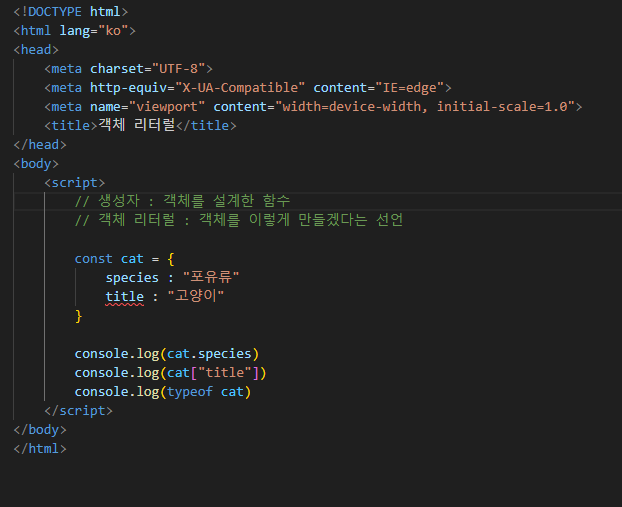 <!DOCTYPE html>
<html lang="ko">
<head>
    <meta charset="UTF-8">
    <meta http-equiv="X-UA-Compatible" content="IE=edge">
    <meta name="viewport" content="width=device-width, initial-scale=1.0">
    <title>객체 리터럴</title>
</head>
<body>
    <script>
        // 생성자 : 객체를 설계한 함수
        // 객체 리터럴 : 객체를 이렇게 만들겠다는 선언
        const cat = {
            species : "포유류"
            title : "고양이"
        }
        console.log(cat.species)
        console.log(cat["title"])
        console.log(typeof cat)
    </script>
</body>
</html>